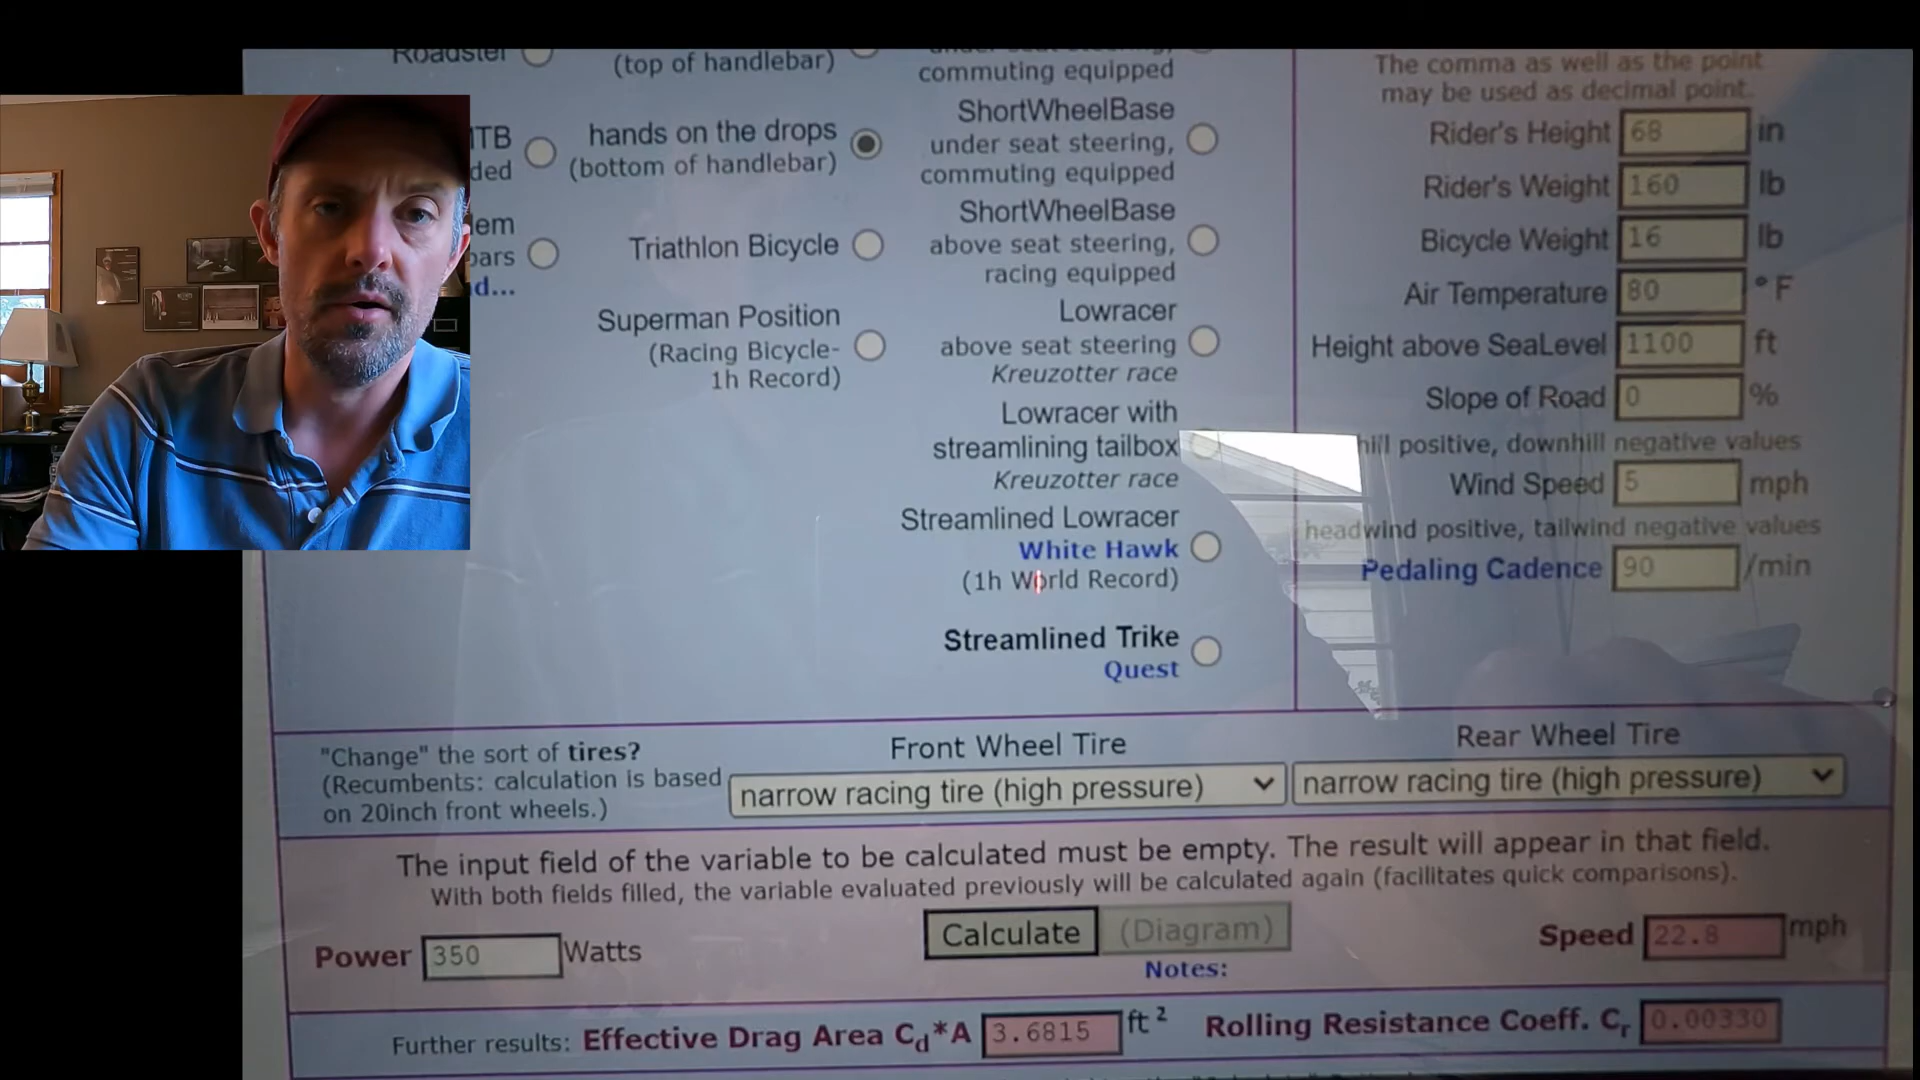 Roadster
(top of handlebar)
under seat steering,
commuting equipped
The comma as well as the point
may be used as decimal point.
ShortWheelBase
under seat steering,
commuting equipped
MTB
ded
hands on the drops
(bottom of handlebar)
Rider's Height 68 in
Rider's Weight 160 lb
ShortWheelBase
above seat steering,
racing equipped
em
bars
d...
Triathlon Bicycle
Bicycle Weight 16 lb
Air Temperature 80 °F
Superman Position
(Racing Bicycle-
1h Record)
Lowracer
above seat steering
Kreuzotter race
Height above SeaLevel 1100 ft
Slope of Road 0 %
Lowracer with
streamlining tailbox
Kreuzotter race
hill positive, downhill negative values
Wind Speed 5 mph
headwind positive, tailwind negative values
Streamlined Lowracer
White Hawk
(1h World Record)
Pedaling Cadence 90 /min
Streamlined Trike
Quest
"Change" the sort of tires?
(Recumbents: calculation is based
on 20inch front wheels.)
Front Wheel Tire
narrow racing tire (high pressure)
Rear Wheel Tire
narrow racing tire (high pressure)
The input field of the variable to be calculated must be empty. The result will appear in that field.
With both fields filled, the variable evaluated previously will be calculated again (facilitates quick comparisons).
Power 350 Watts
Calculate (Diagram)
Notes:
Speed 22.8 mph
Further results: Effective Drag Area Cd*A 3.6815 ft²
Rolling Resistance Coeff. Cr 0.00330